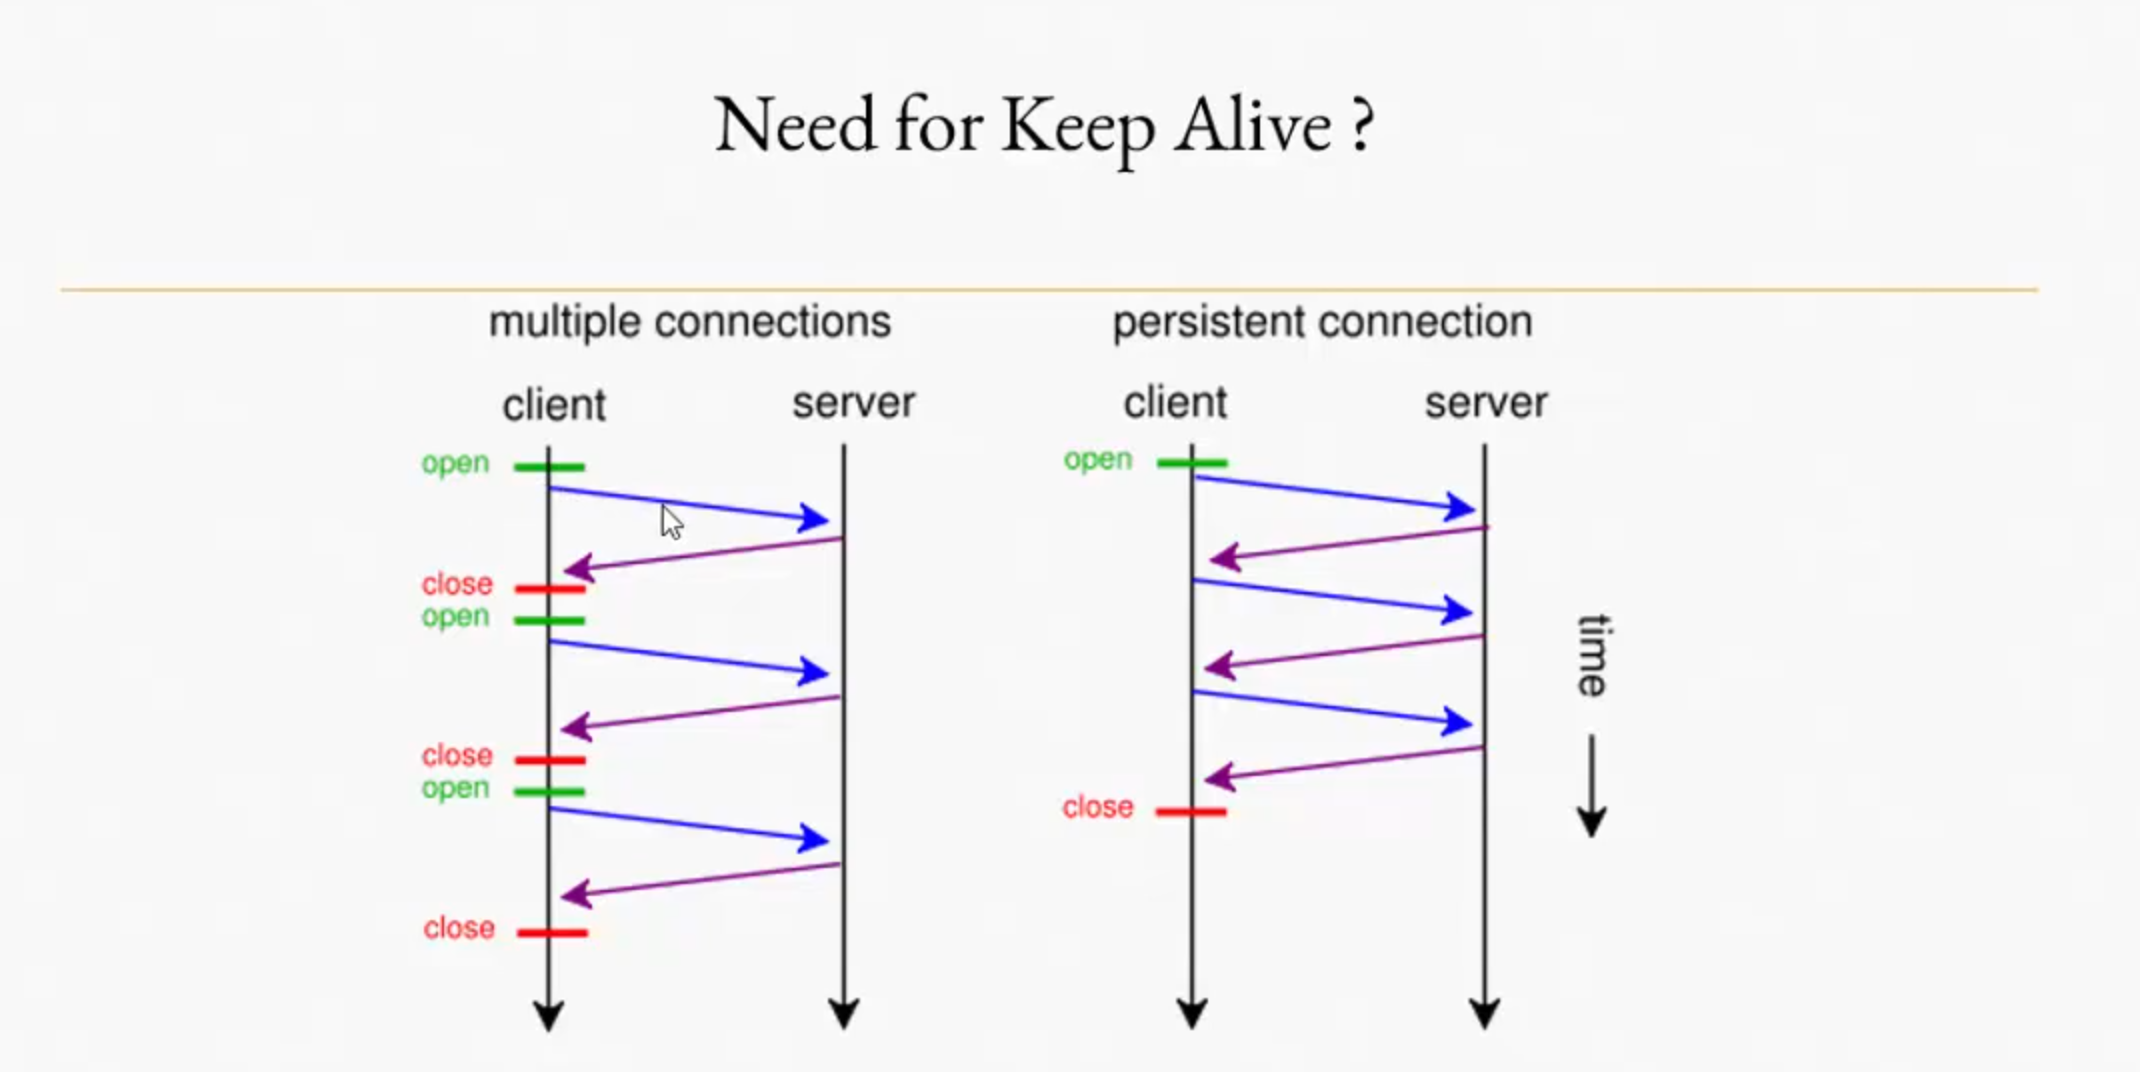 Need for Keep Alive ?
multiple connections
client
server
open
close
open
close
open
close
persistent connection
client
server
open
close
time